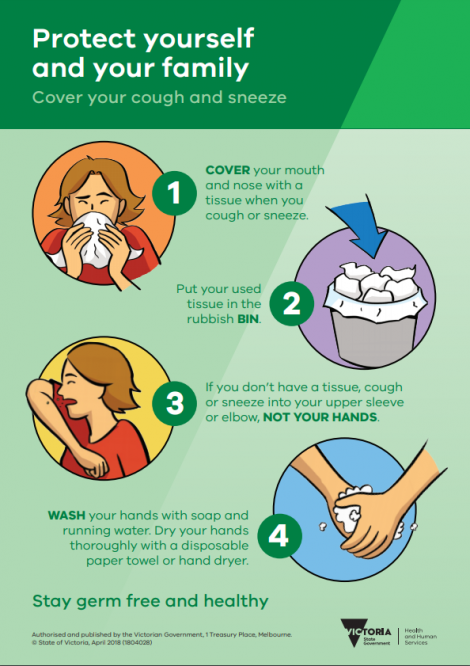 Protect yourself
and your family
Cover your cough and sneeze
1
COVER your mouth
and nose with a
tissue when you
cough or sneeze.
Put your used
tissue in the
rubbish BIN.
2
3
If you don’t have a tissue, cough
or sneeze into your upper sleeve
or elbow, NOT YOUR HANDS.
WASH your hands with soap and
running water. Dry your hands
thoroughly with a disposable
paper towel or hand dryer.
4
Stay germ free and healthy
Authorised and published by the Victorian Government, 1 Treasury Place, Melbourne.
© State of Victoria, April 2018 (1804028)
VICTORIA
State
Government
Health
and Human
Services